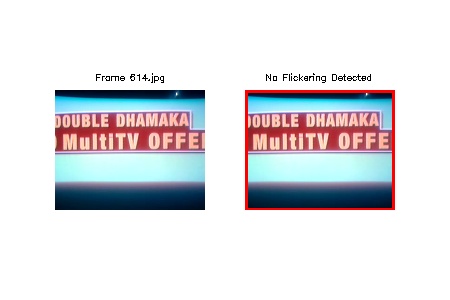 Frame 614.jpg
No Flickering Detected
DOUBLE DHAMAKA
MultiTV OFFE
DOUBLE DHAMAKA
MultiTV OFFE